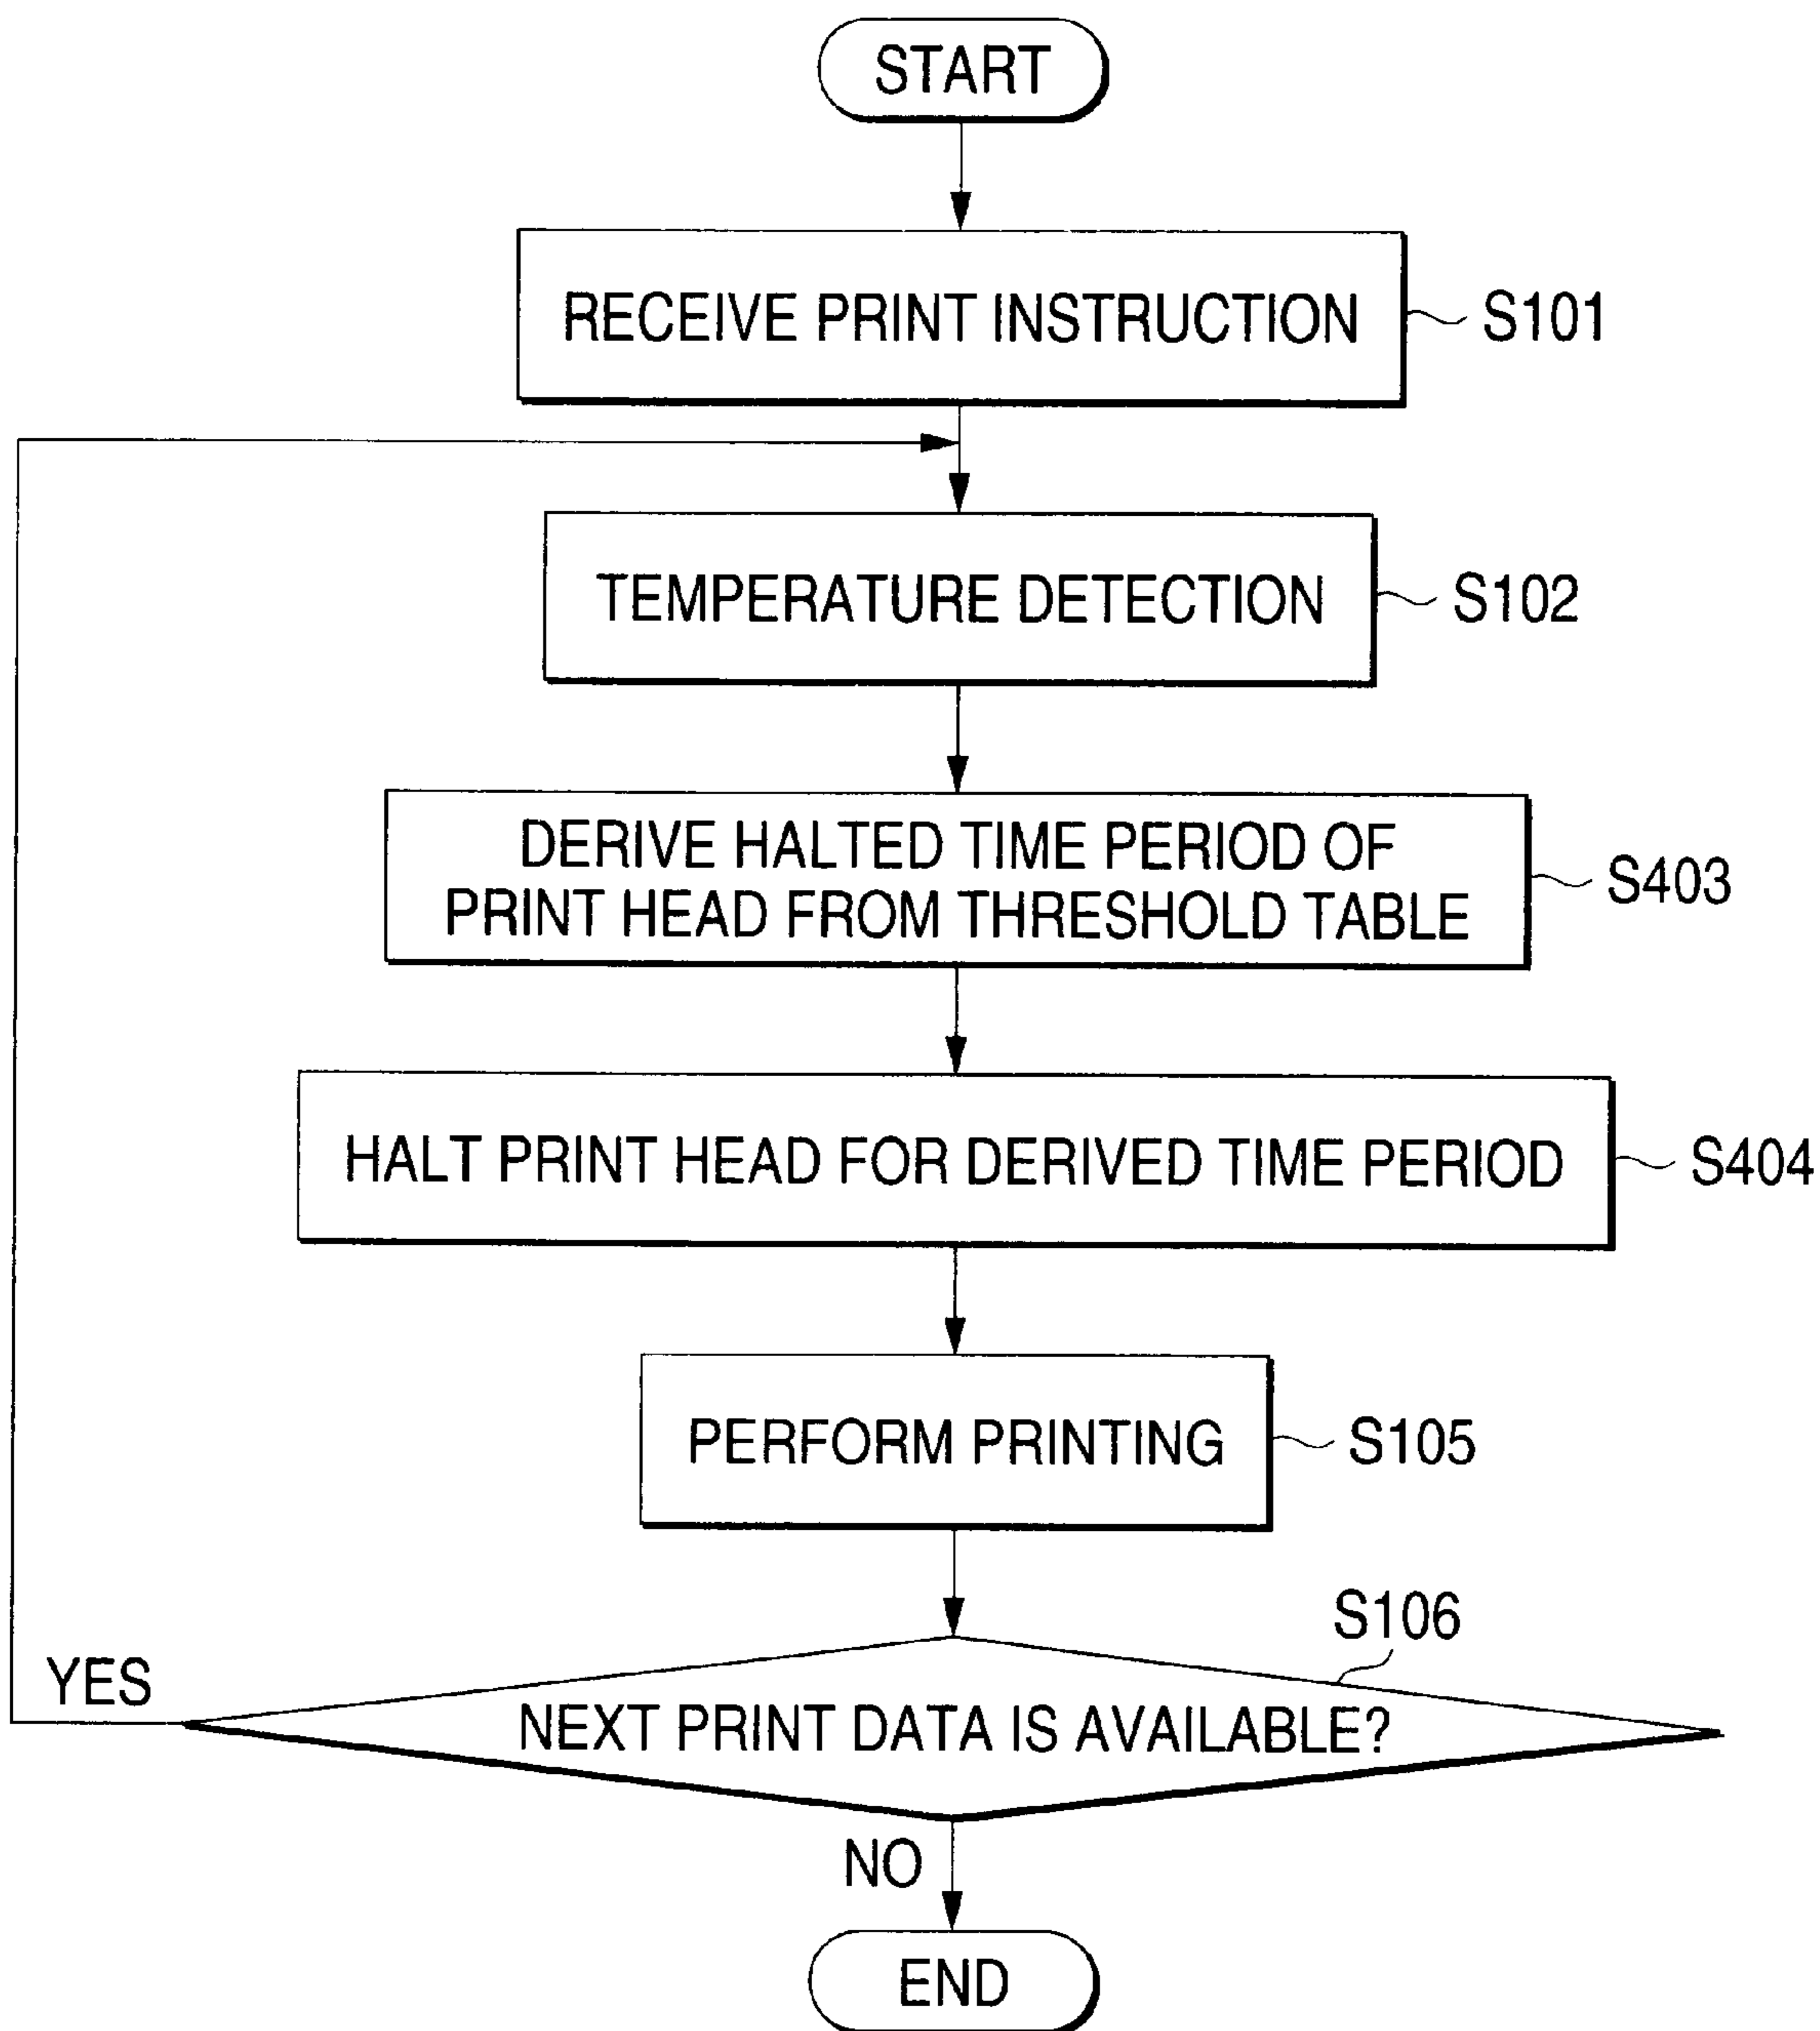 START
RECEIVE PRINT INSTRUCTION
S101
TEMPERATURE DETECTION
S102
DERIVE HALTED TIME PERIOD OF
PRINT HEAD FROM THRESHOLD TABLE
S403
HALT PRINT HEAD FOR DERIVED TIME PERIOD
S404
PERFORM PRINTING
S105
S106
YES
NEXT PRINT DATA IS AVAILABLE?
NO
END